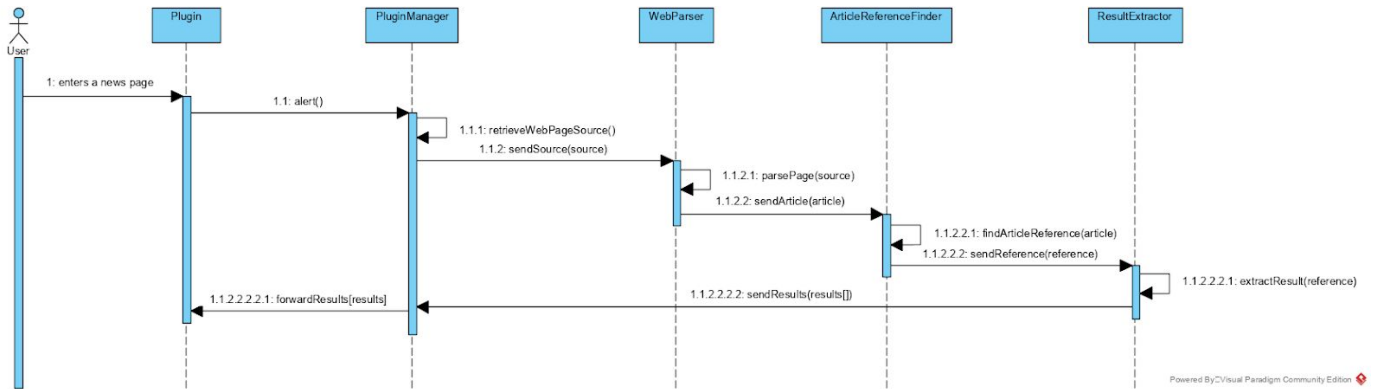 Plugin
PluginManager
WebParser
ArticleReferenceFinder
ResultExtractor
User
1: enters a news page
1.1: alert()
1.1.1: retrieveWebPageSource()
1.1.2: sendSource(source)
1.1.2.1: parsePage(source)
1.1.2.2: sendArticle(article)
1.1.2.2.1: findArticleReference(article)
1.1.2.2.2: sendReference(reference)
1.1.2.2.2.1: extractResult(reference)
1.1.2.2.2.2: sendResults(results[])
1.1.2.2.2.2.1: forwardResults[results]
Powered By Visual Paradigm Community Edition